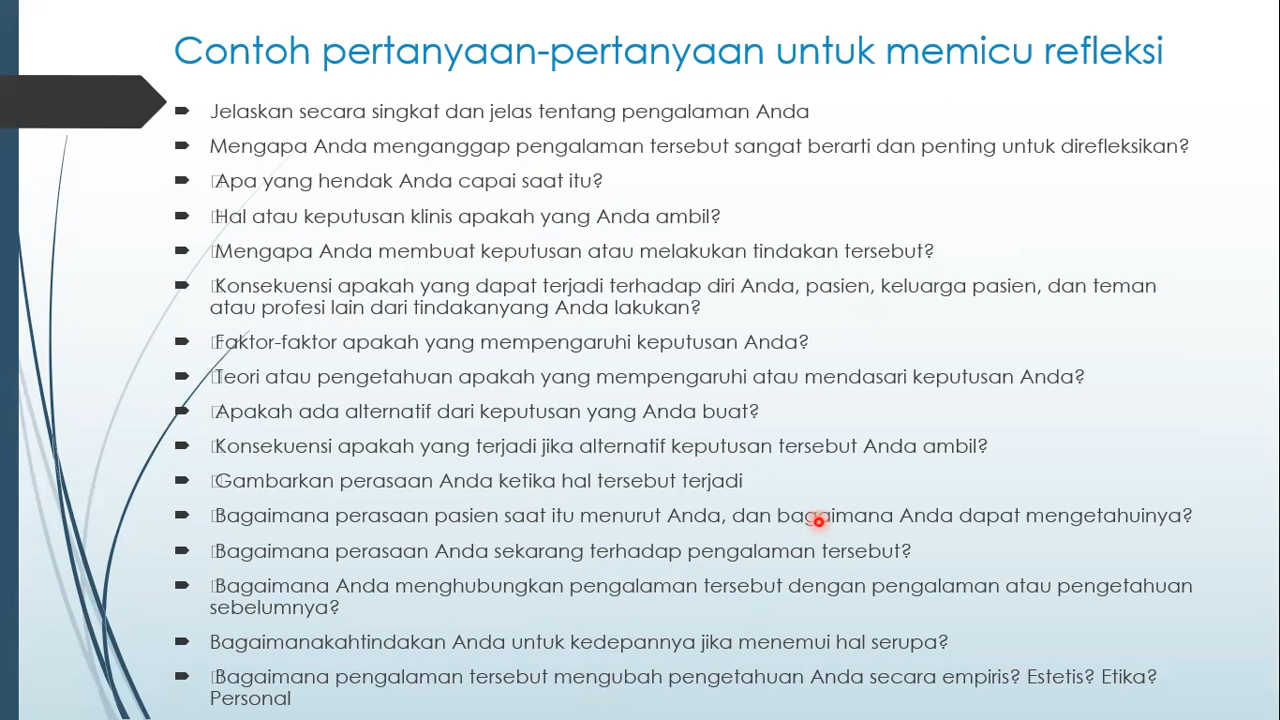 Contoh pertanyaan-pertanyaan untuk memicu refleksi
Jelaskan secara singkat dan jelas tentang pengalaman Anda
Mengapa Anda menganggap pengalaman tersebut sangat berarti dan penting untuk direfleksikan?
Apa yang hendak Anda capai saat itu?
Hal atau keputusan klinis apakah yang Anda ambil?
Mengapa Anda membuat keputusan atau melakukan tindakan tersebut?
Konsekuensi apakah yang dapat terjadi terhadap diri Anda, pasien, keluarga pasien, dan teman
atau profesi lain dari tindakanyang Anda lakukan?
Faktor-faktor apakah yang mempengaruhi keputusan Anda?
Teori atau pengetahuan apakah yang mempengaruhi atau mendasari keputusan Anda?
Apakah ada alternatif dari keputusan yang Anda buat?
Konsekuensi apakah yang terjadi jika alternatif keputusan tersebut Anda ambil?
Gambarkan perasaan Anda ketika hal tersebut terjadi
Bagaimana perasaan pasien saat itu menurut Anda, dan bagaimana Anda dapat mengetahuinya?
Bagaimana perasaan Anda sekarang terhadap pengalaman tersebut?
Bagaimana Anda menghubungkan pengalaman tersebut dengan pengalaman atau pengetahuan
sebelumnya?
Bagaimanakahtindakan Anda untuk kedepannya jika menemui hal serupa?
Bagaimana pengalaman tersebut mengubah pengetahuan Anda secara empiris? Estetis? Etika?
Personal